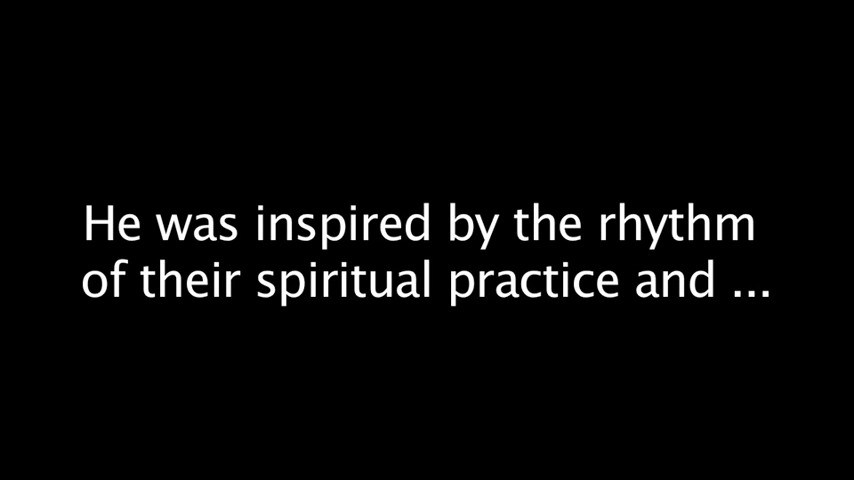 He was inspired by the rhythm
of their spiritual practice and ...